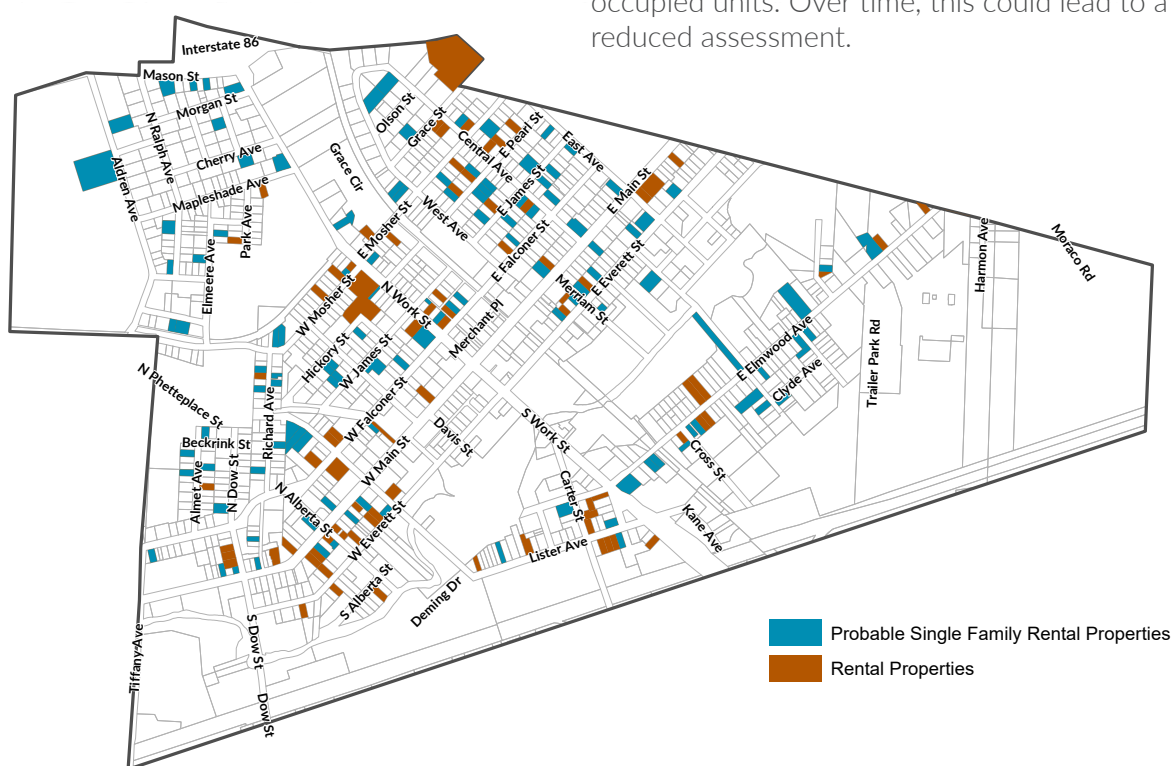 occupied units. Over time, this could lead to a
reduced assessment.
Interstate 86
Mason St
Morgan St
N Ralph Ave
Cherry Ave
Aldren Ave
Mapleshade Ave
Park Ave
Elmeere Ave
Grace Cir
Olson St
Grace St
Central Ave
E Pearl St
East Ave
E James St
West Ave
E Main St
E Mosher St
E Falconer St
E Everett St
Merriam St
W Mosher St
N Work St
Merchant Pl
Hickory St
W James St
Harmon Ave
Moraco Rd
Trailer Park Rd
E Elmwood Ave
Clyde Ave
N Phetteplace St
Richard Ave
W Falconer St
Beckrink St
Almet Ave
N Dow St
W Main St
Davis St
S Work St
Cross St
Carter St
Kane Ave
N Alberta St
W Everett St
Lister Ave
S Alberta St
Deming Dr
Tiffany Ave
S Dow St
Dow St
Probable Single Family Rental Properties
Rental Properties